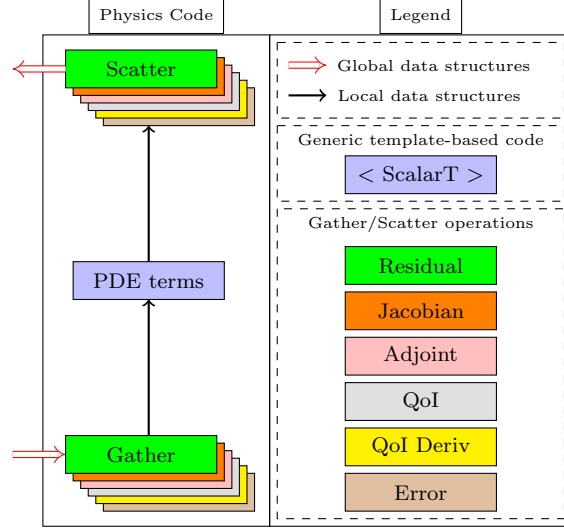 Physics Code
Scatter
PDE terms
Gather
Legend
Global data structures
Local data structures
Generic template-based code
< ScalarT >
Gather/Scatter operations
Residual
Jacobian
Adjoint
QoI
QoI Deriv
Error